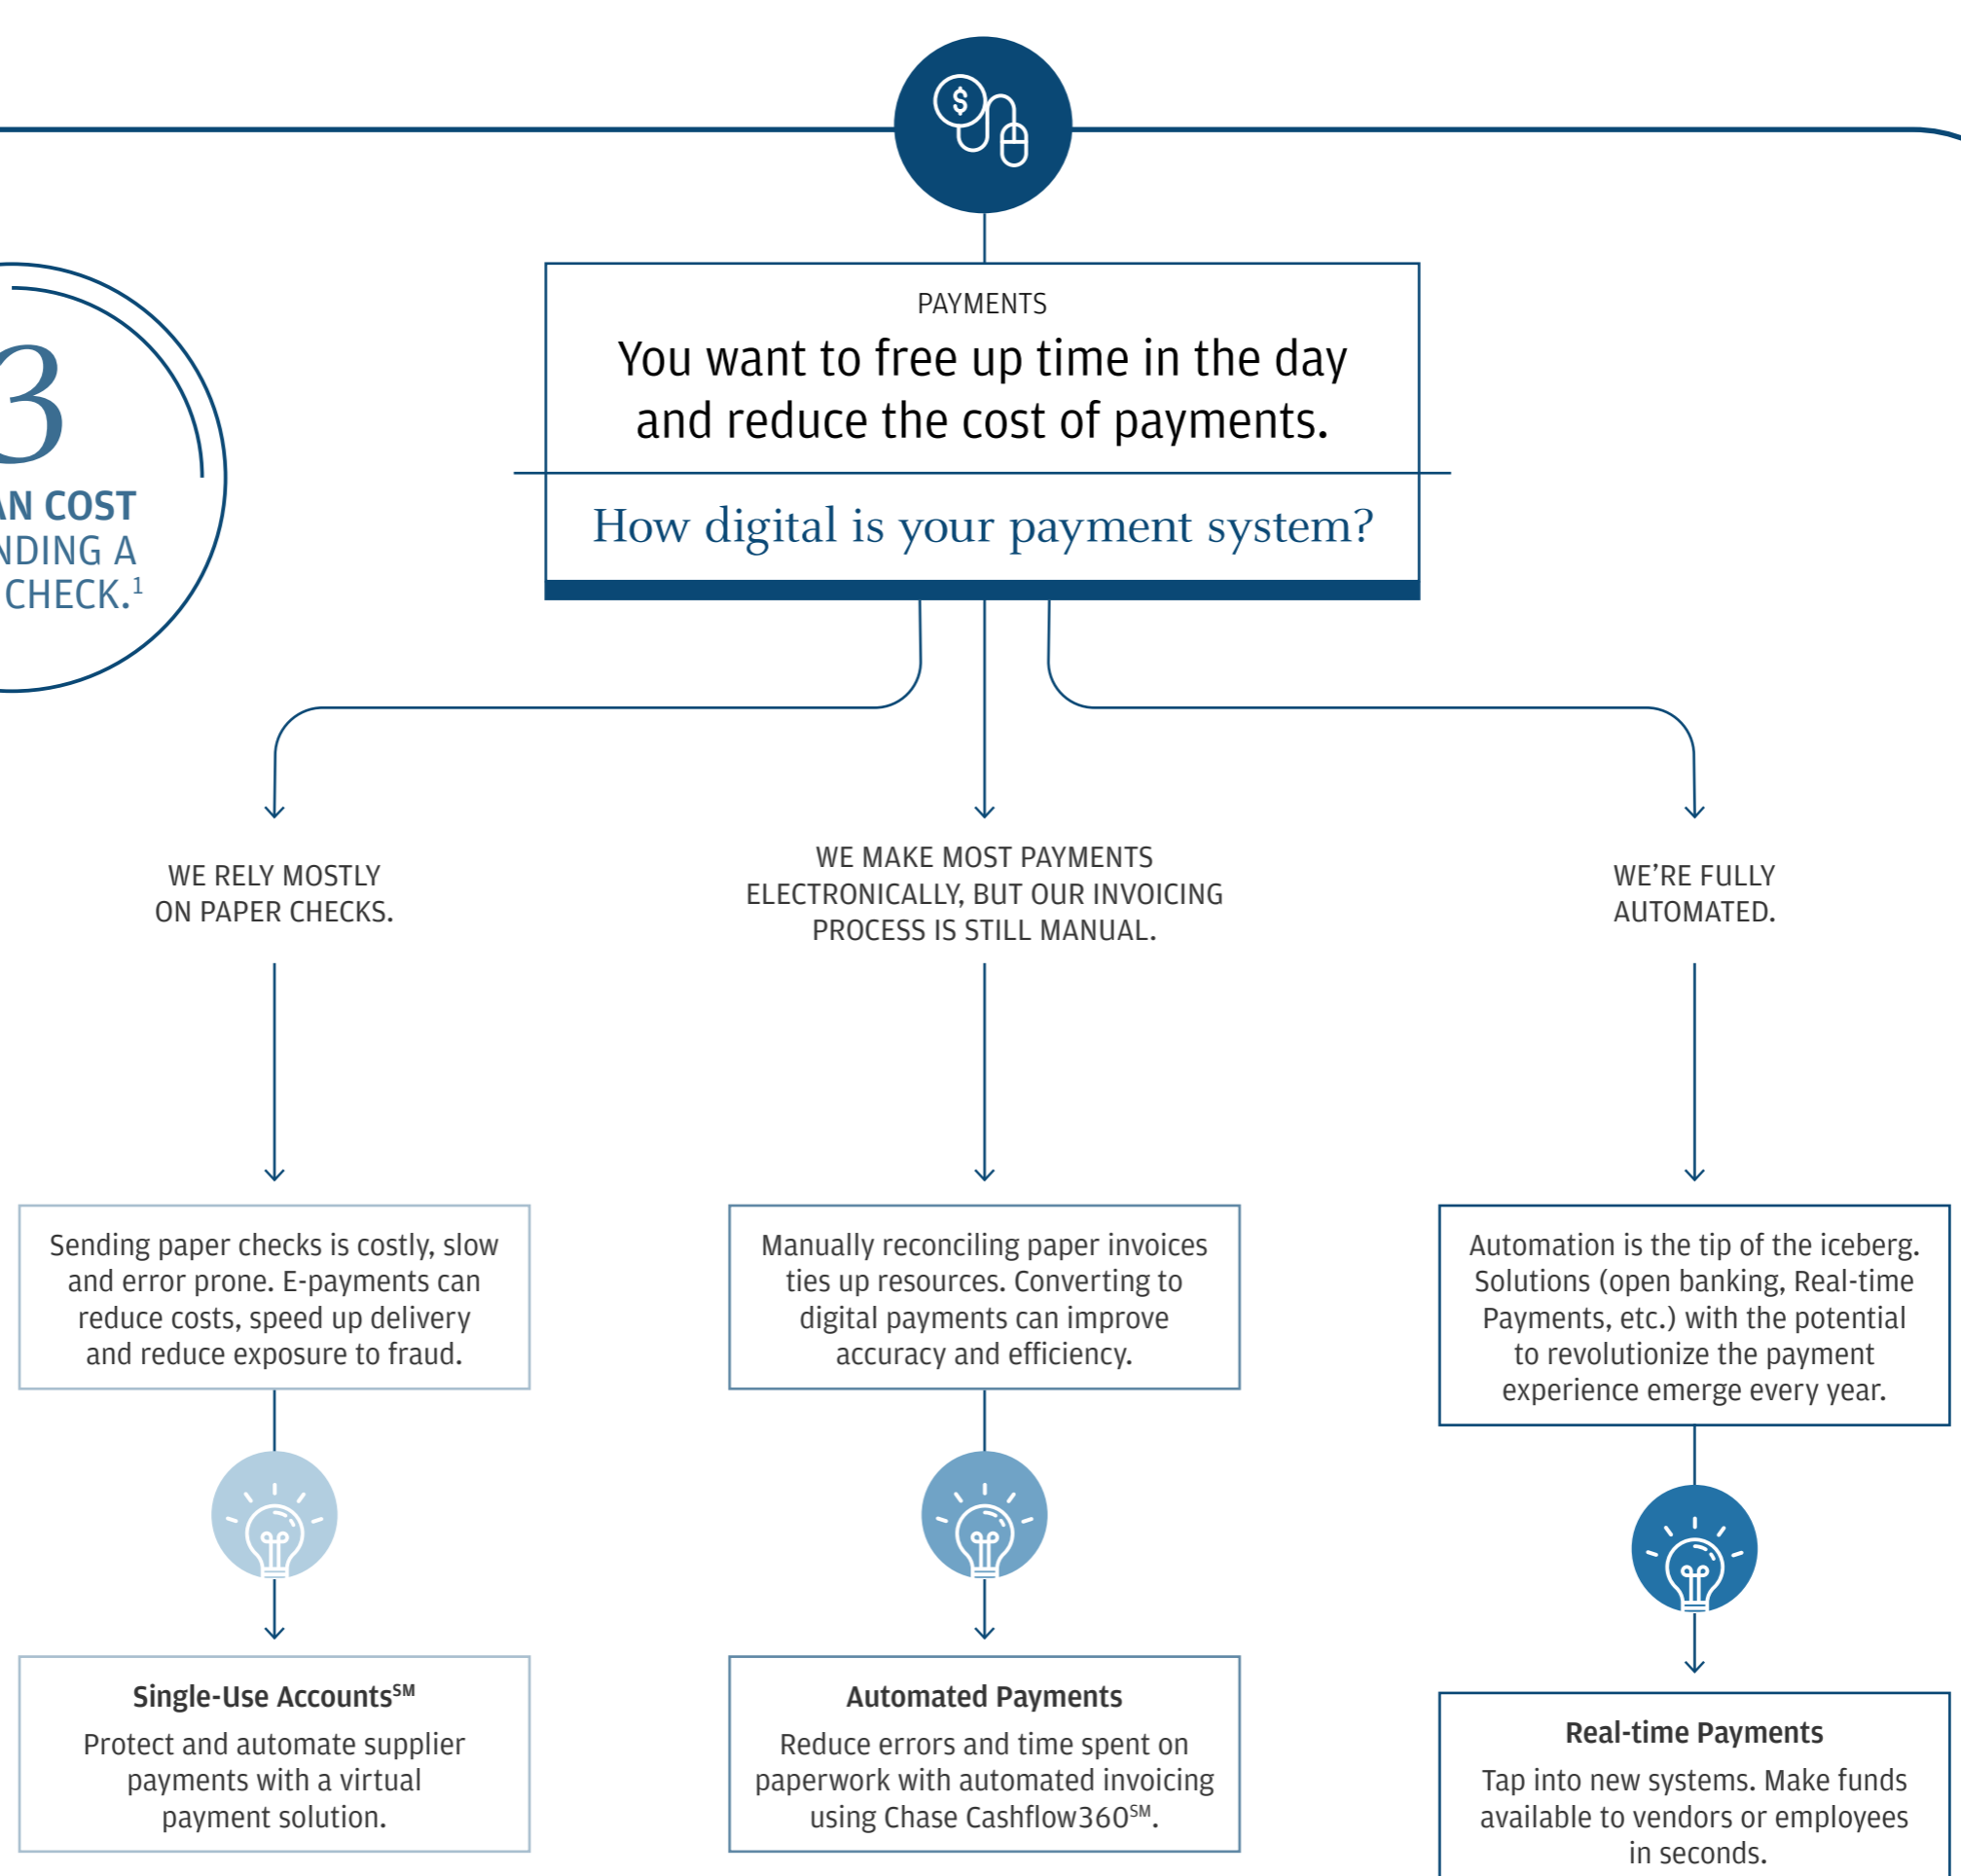 $
PAYMENTS
You want to free up time in the day
and reduce the cost of payments.
How digital is your payment system?
3
COST
A
CHECK.¹
WE RELY MOSTLY
ON PAPER CHECKS.
WE MAKE MOST PAYMENTS
ELECTRONICALLY, BUT OUR INVOICING
PROCESS IS STILL MANUAL.
WE’RE FULLY
AUTOMATED.
Sending paper checks is costly, slow
and error prone. E-payments can
reduce costs, speed up delivery
and reduce exposure to fraud.
Manually reconciling paper invoices
ties up resources. Converting to
digital payments can improve
accuracy and efficiency.
Automation is the tip of the iceberg.
Solutions (open banking, Real-time
Payments, etc.) with the potential
to revolutionize the payment
experience emerge every year.
Single-Use Accounts℠
Protect and automate supplier
payments with a virtual
payment solution.
Automated Payments
Reduce errors and time spent on
paperwork with automated invoicing
using Chase Cashflow360℠.
Real-time Payments
Tap into new systems. Make funds
available to vendors or employees
in seconds.